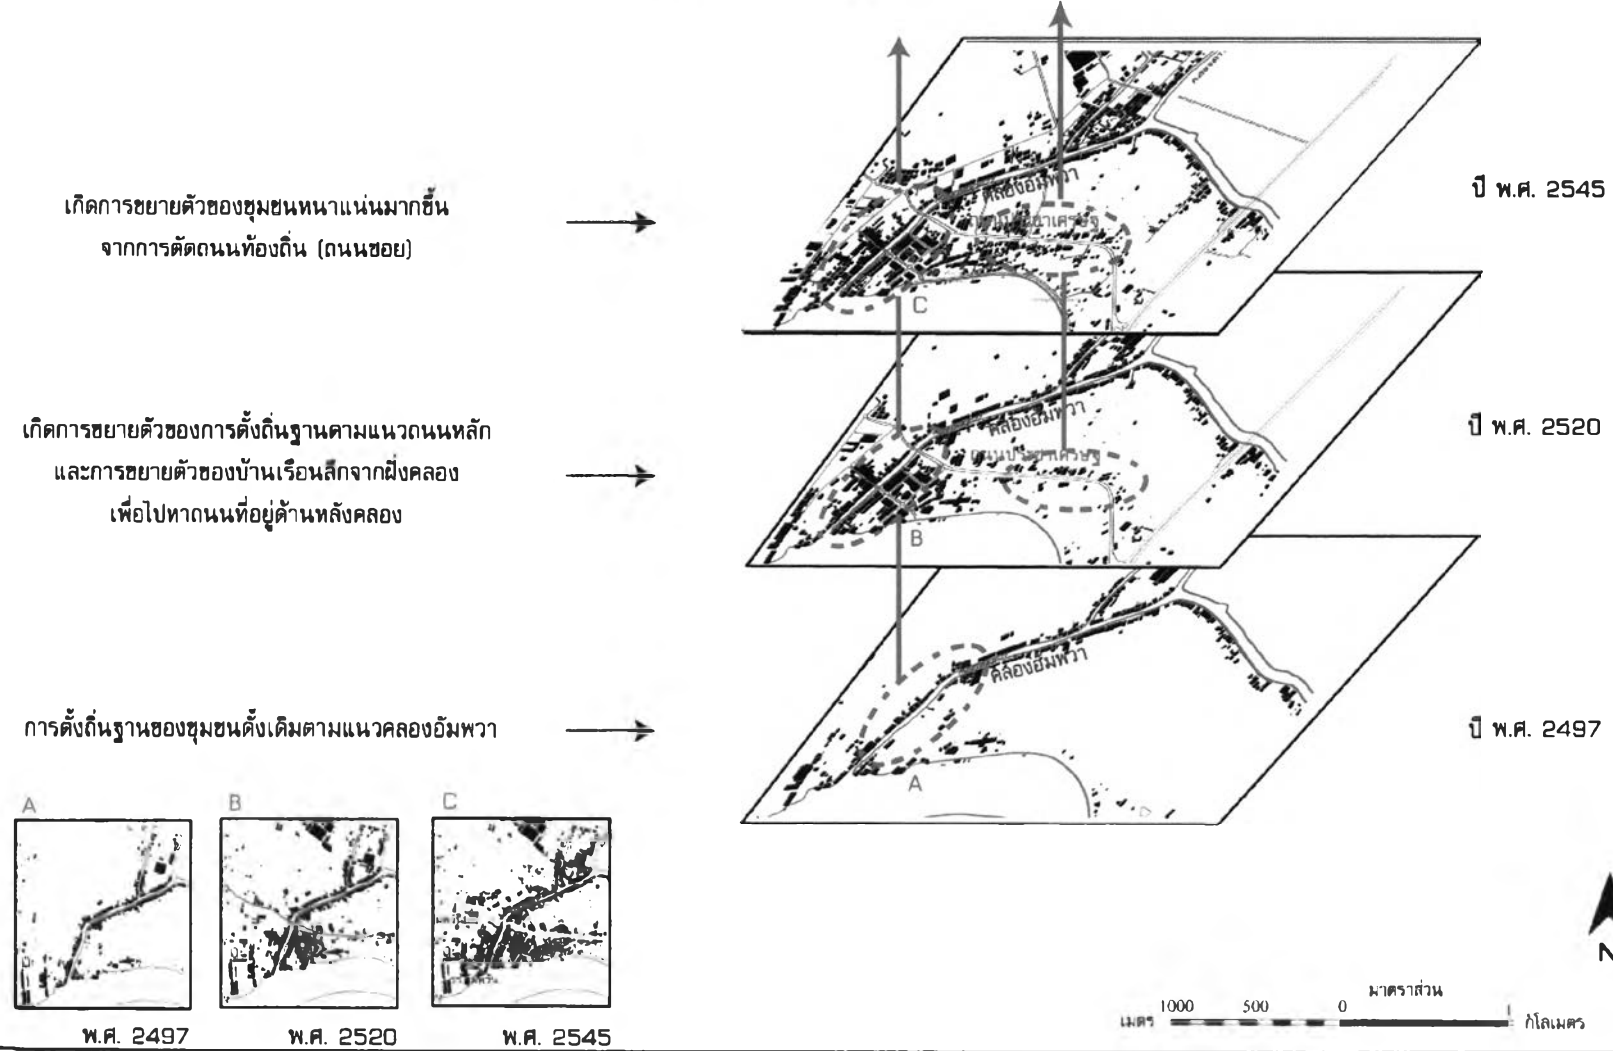 เกิดการขยายตัวของชุมชนหนาแน่นมากขึ้น
จากการตัดถนนท้องถิ่น (ถนนซอย)
คลองอัมพวา
C
ปี พ.ศ. 2545
เกิดการขยายตัวของการตั้งถิ่นฐานตามแนวถนนหลัก
และการขยายตัวของบ้านเรือนลึกจากฝั่งคลอง
เพื่อไปหาถนนที่อยู่ด้านหลังคลอง
คลองอัมพวา
B
ปี พ.ศ. 2520
การตั้งถิ่นฐานของชุมชนดั้งเดิมตามแนวคลองอัมพวา
คลองอัมพวา
A
ปี พ.ศ. 2497
A
B
C
พ.ศ. 2497
พ.ศ. 2520
พ.ศ. 2545
N
มาตราส่วน
เมตร 1000 500 0 1 กิโลเมตร